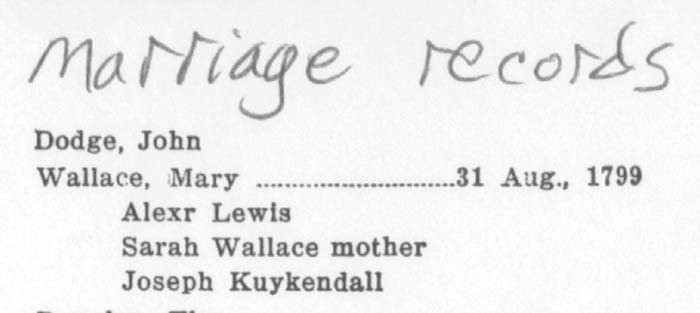 Marriage records
Dodge, John
Wallace, Mary ............................31 Aug., 1799
Alexr Lewis
Sarah Wallace mother
Joseph Kuykendall